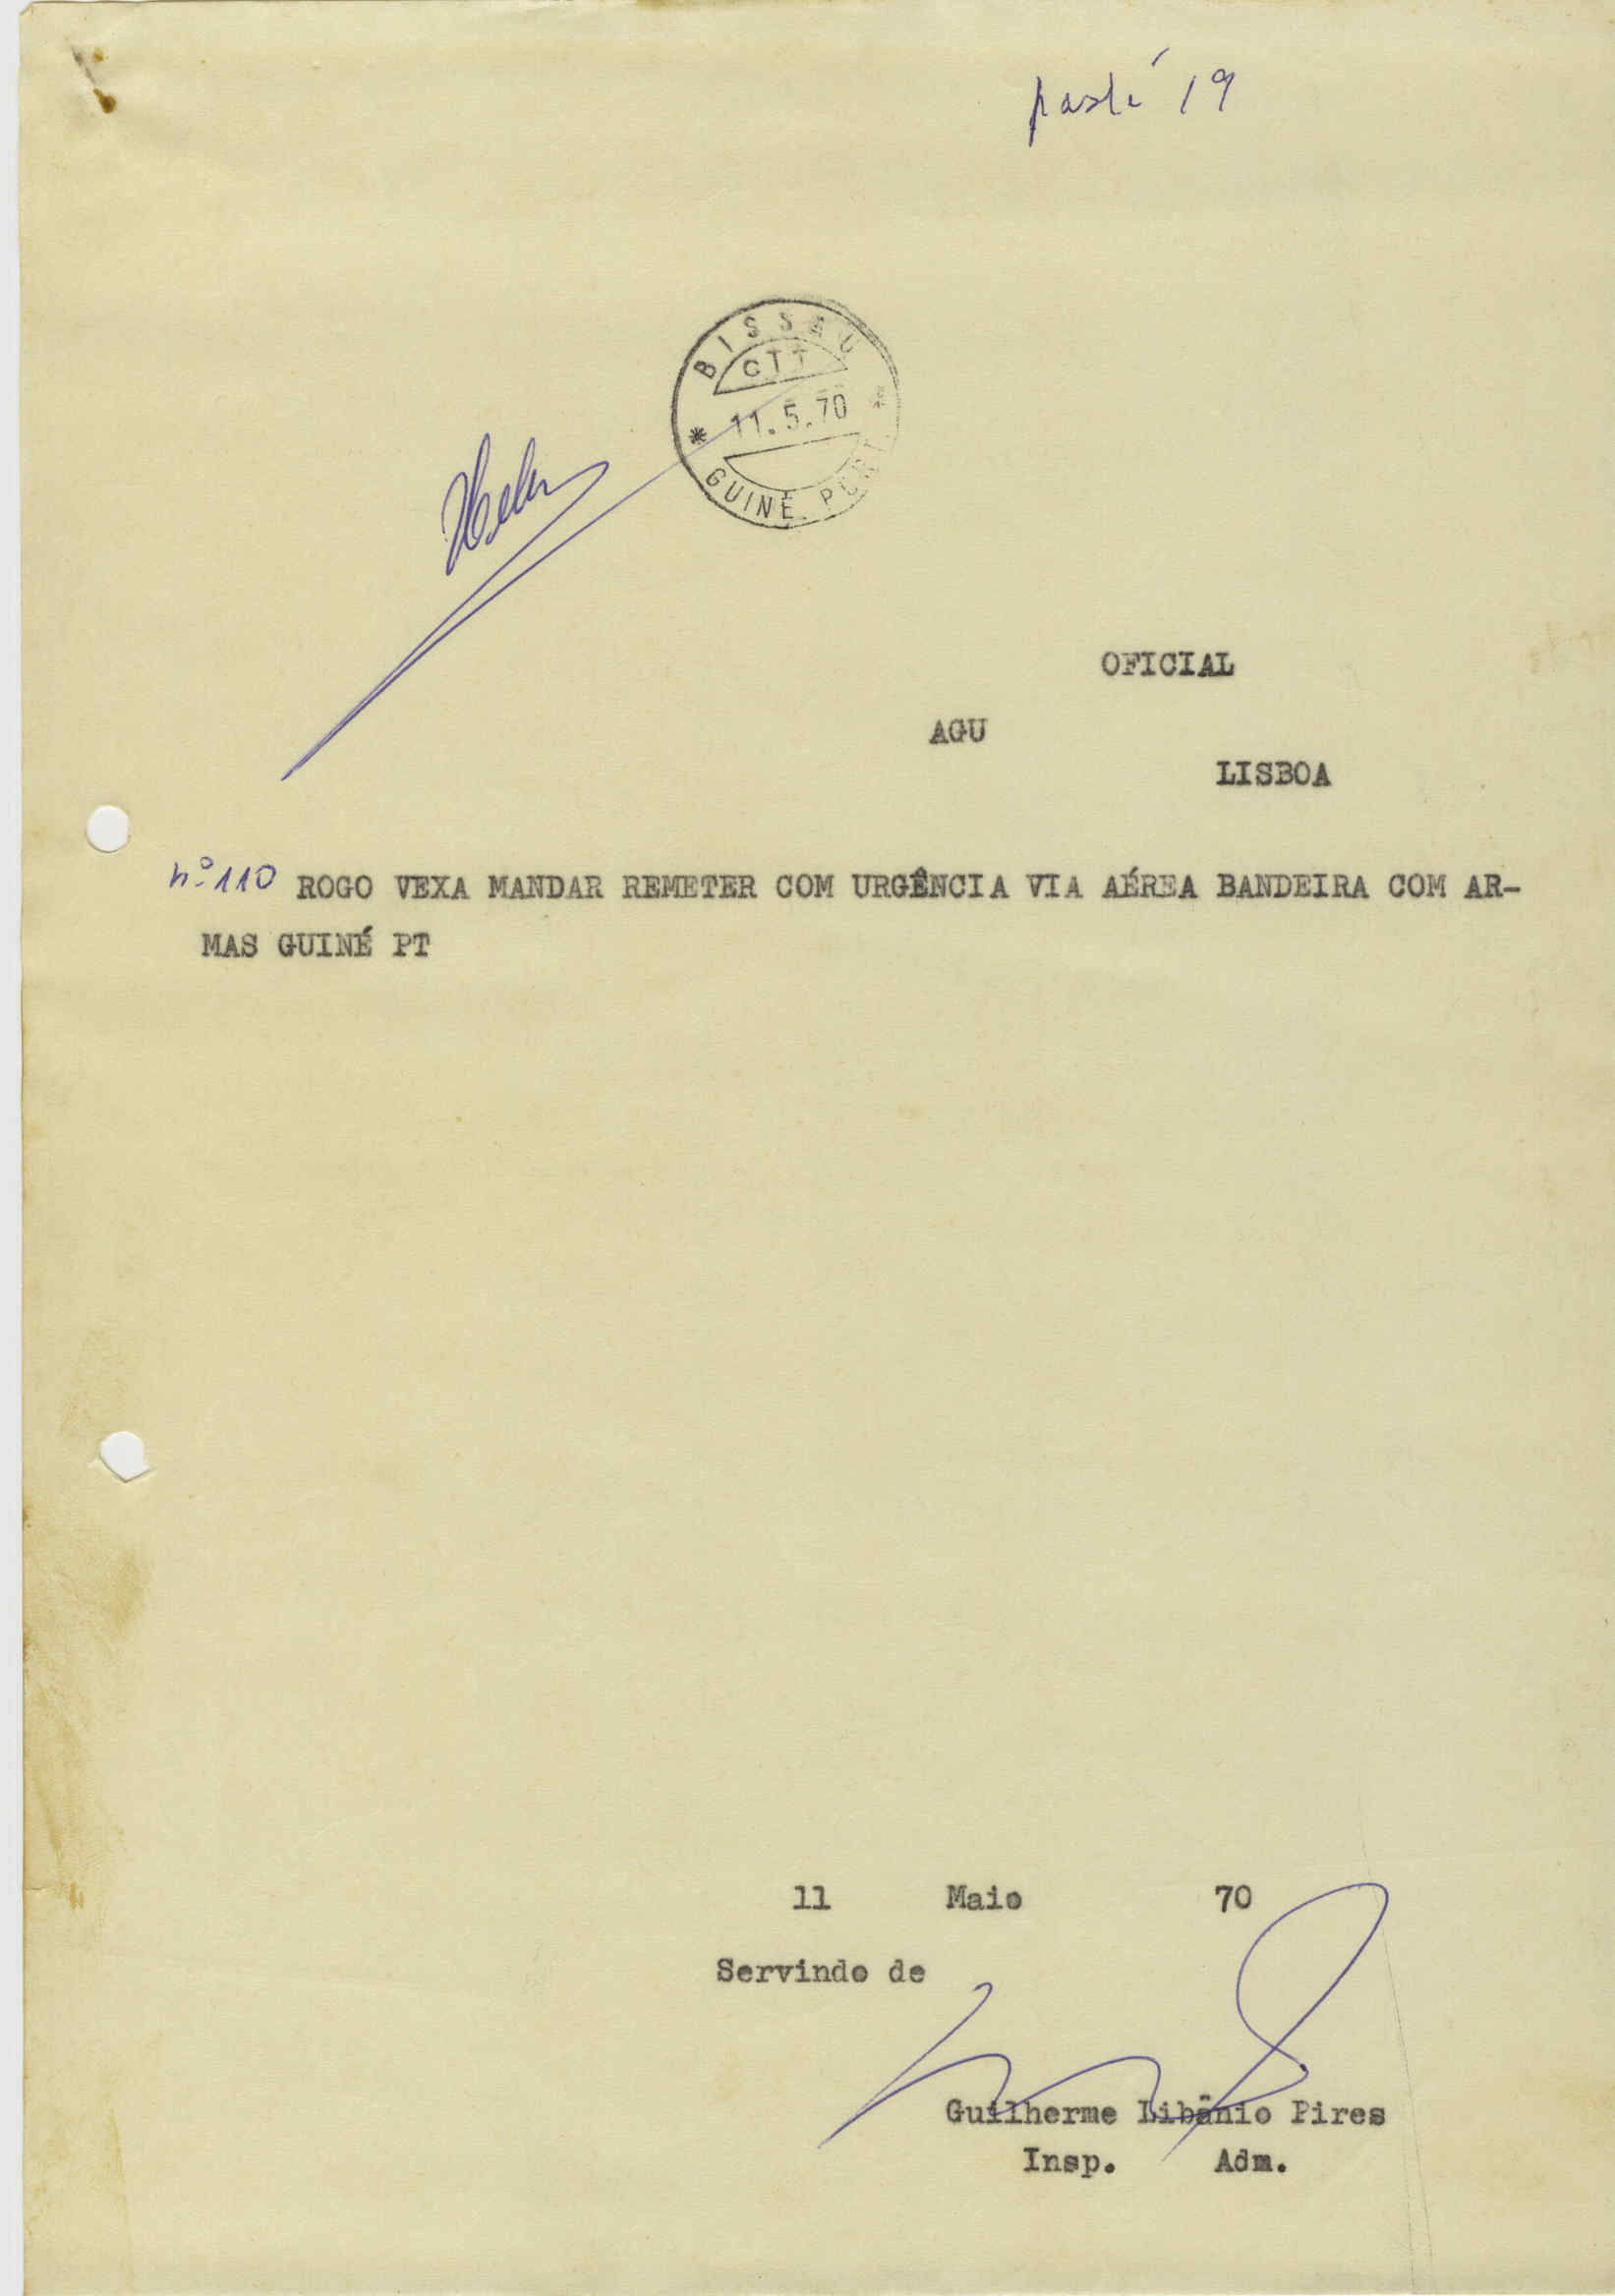 19
BISSAU
CTT
11.5.70
GUINÉ PORT.
OFICIAL
AGU
LISBOA
nº 110 ROGO VEXA MANDAR REMETER COM URGÊNCIA VIA AÉREA BANDEIRA COM AR-
MAS GUINÉ PT
11 Maio 70
Servindo de
Guilherme Libânio Pires
Insp. Adm.